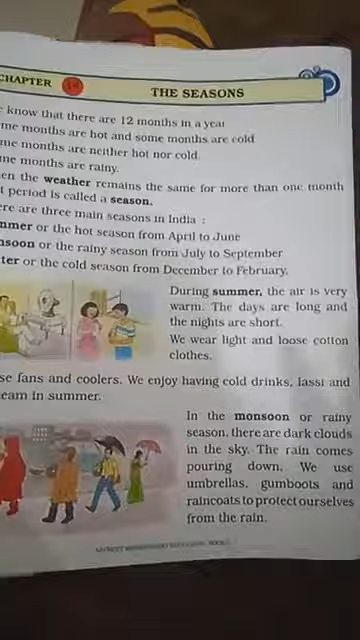 CHAPTER
THE SEASONS
know that there are 12 months in a year
me months are hot and some months are cold
me months are neither hot nor cold.
me months are rainy.
en the weather remains the same for more than one month
t period is called a season.
ere are three main seasons in India :
mmer or the hot season from April to June
nsoon or the rainy season from July to September
ter or the cold season from December to February.
During summer, the air is very
warm. The days are long and
the nights are short.
We wear light and loose cotton
clothes.
se fans and coolers. We enjoy having cold drinks, lassi and
eam in summer.
In the monsoon or rainy
season, there are dark clouds
in the sky. The rain comes
pouring down. We use
umbrellas, gumboots and
raincoats to protect ourselves
from the rain.